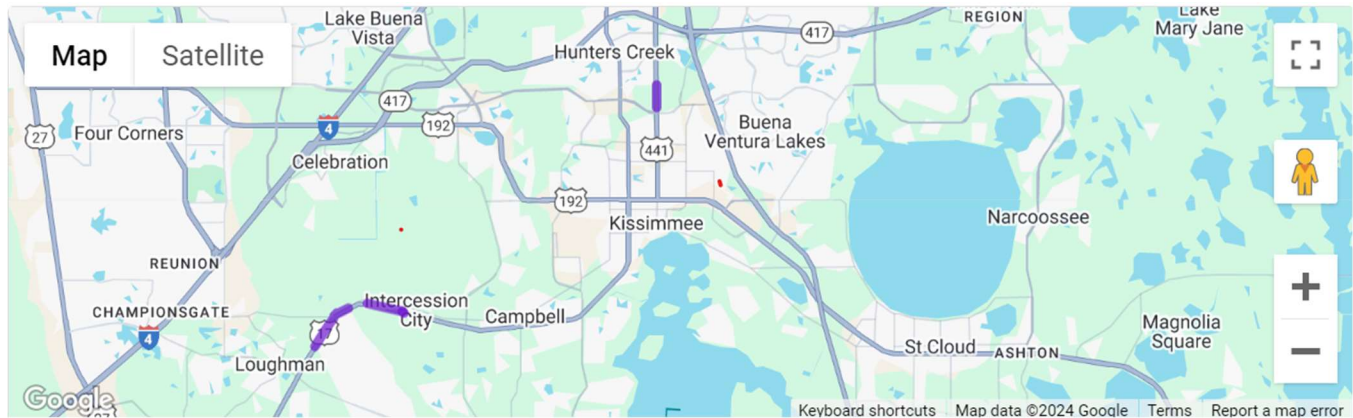 Map
Satellite
Lake Buena
Vista
Hunters Creek
417
REGION
Lake
Mary Jane
27
Four Corners
417
4
192
Celebration
441
Buena
Ventura Lakes
192
Kissimmee
Narcoossee
REUNION
CHAMPIONSGATE
4
17
Intercession
City
Campbell
Loughman
St Cloud
ASHTON
Magnolia
Square
+
−
Google
Keyboard shortcuts
Map data ©2024 Google
Terms
Report a map error